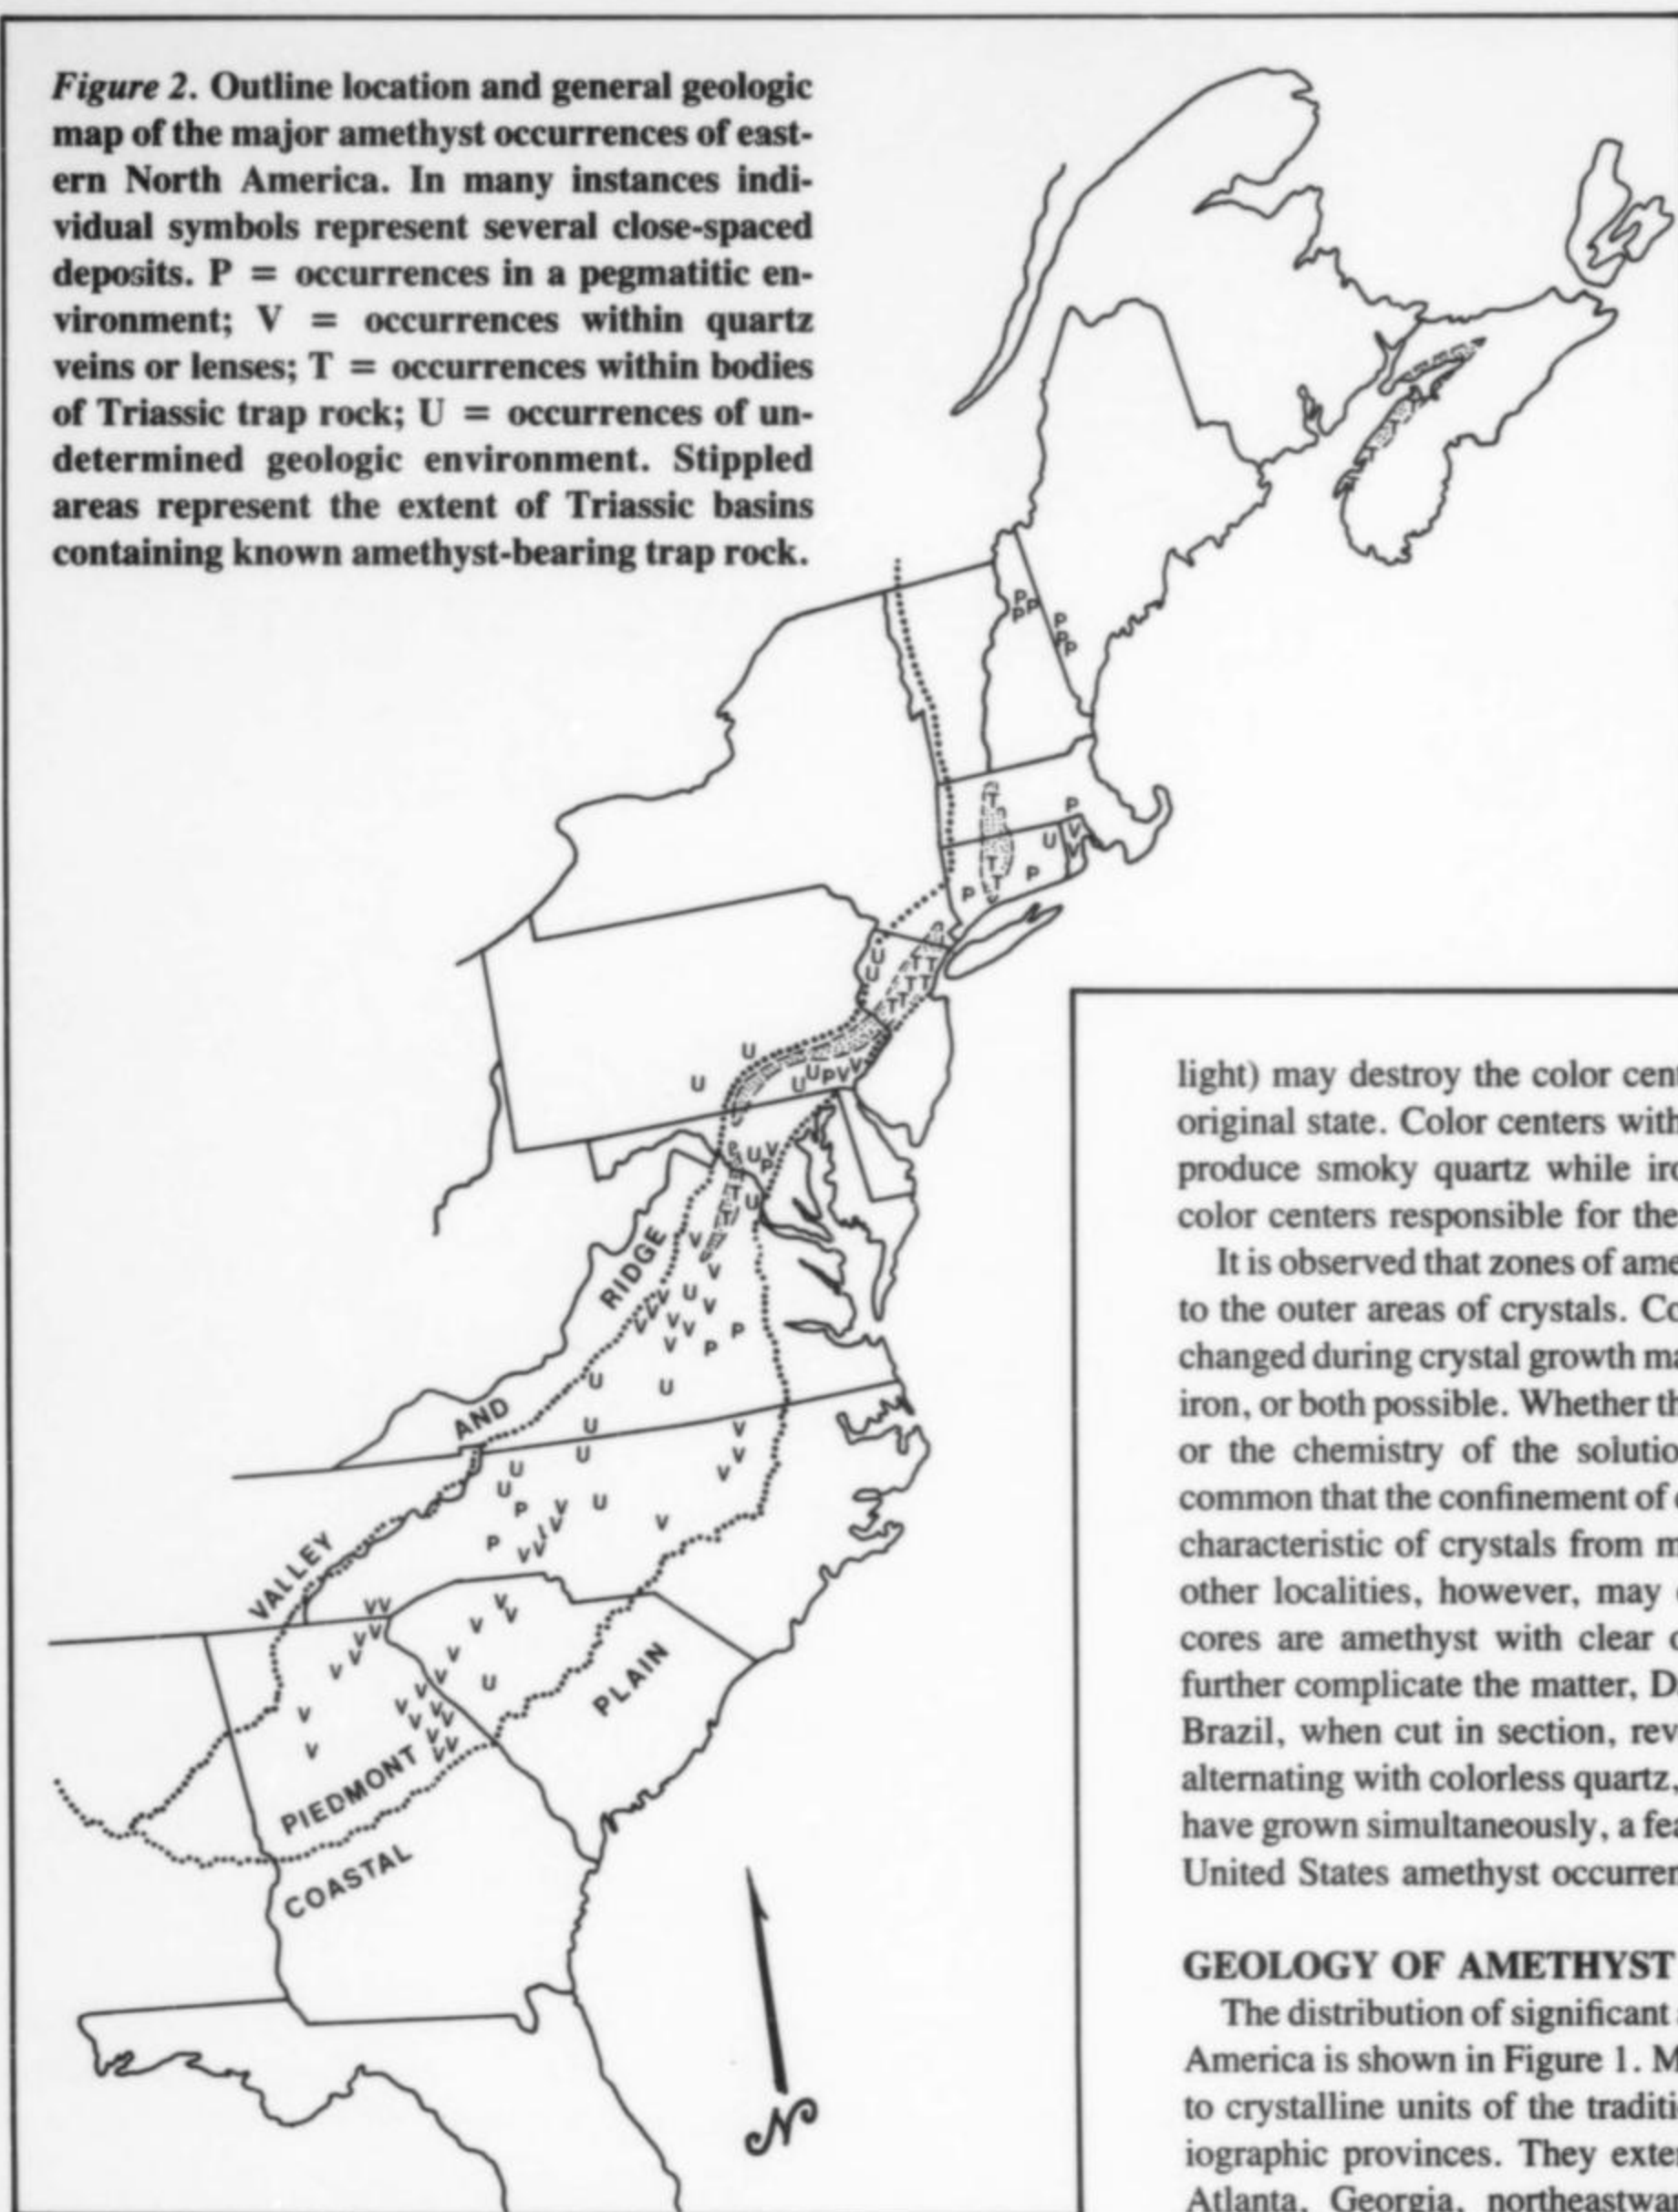 Figure 2. Outline location and general geologic
map of the major amethyst occurrences of east-
ern North America. In many instances indi-
vidual symbols represent several close-spaced
deposits. P = occurrences in a pegmatitic en-
vironment; V = occurrences within quartz
veins or lenses; T = occurrences within bodies
of Triassic trap rock; U = occurrences of un-
determined geologic environment. Stippled
areas represent the extent of Triassic basins
containing known amethyst-bearing trap rock.
VALLEY AND RIDGE
PIEDMONT
COASTAL PLAIN
N
light) may destroy the color cent
original state. Color centers with
produce smoky quartz while iro
color centers responsible for the
It is observed that zones of ame
to the outer areas of crystals. Co
changed during crystal growth ma
iron, or both possible. Whether th
or the chemistry of the solutio
common that the confinement of
characteristic of crystals from m
other localities, however, may
cores are amethyst with clear
further complicate the matter, D
Brazil, when cut in section, rev
alternating with colorless quartz,
have grown simultaneously, a fea
United States amethyst occurren
GEOLOGY OF AMETHYST
The distribution of significant
America is shown in Figure 1. M
to crystalline units of the traditi
iographic provinces. They exte
Atlanta, Georgia, northeastwa